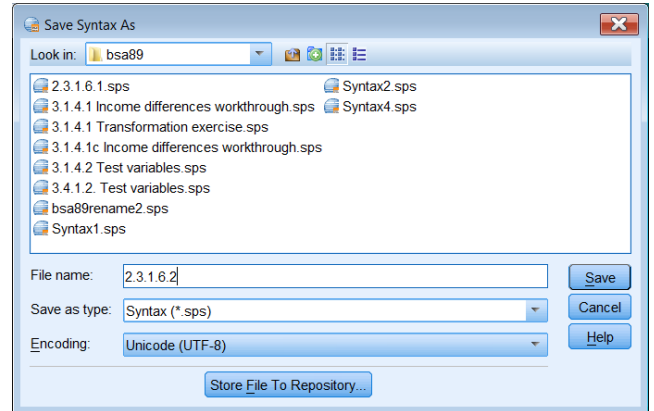 Save Syntax As
Look in: bsa89
2.3.1.6.1.sps
3.1.4.1 Income differences workthrough.sps
3.1.4.1 Transformation exercise.sps
3.1.4.1c Income differences workthrough.sps
3.1.4.2 Test variables.sps
3.4.1.2. Test variables.sps
bsa89rename2.sps
Syntax1.sps
Syntax2.sps
Syntax4.sps
File name: 2.3.1.6.2
Save
Save as type: Syntax (*.sps)
Cancel
Encoding: Unicode (UTF-8)
Help
Store File To Repository...